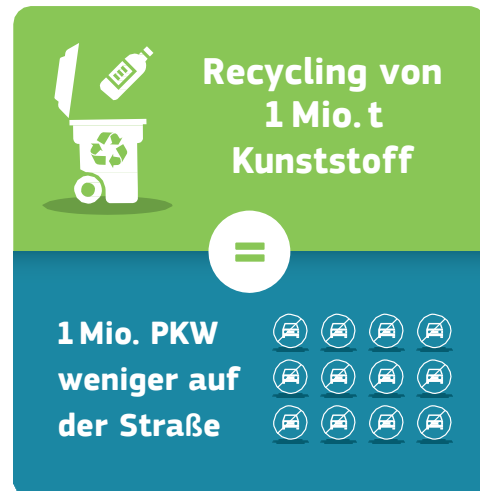 Recycling von
1 Mio. t
Kunststoff
=
1 Mio. PKW
weniger auf
der Straße